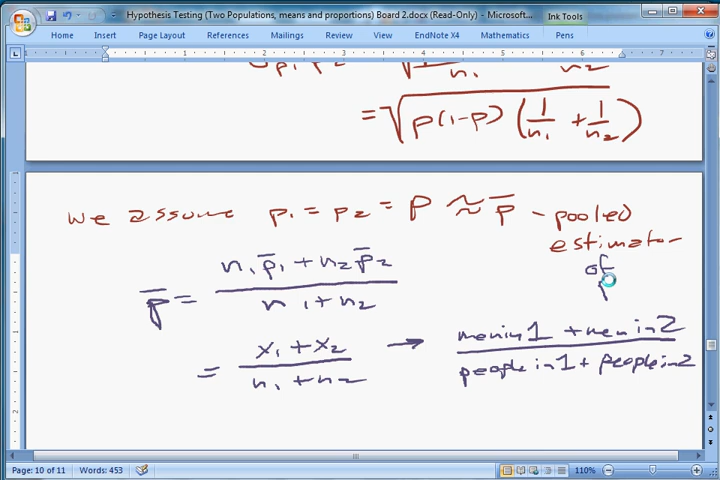 Hypothesis Testing (Two Populations, means and proportions) Board 2.docx (Read-Only) - Microsoft...
Ink Tools
Home Insert Page Layout References Mailings Review View EndNote X4 Mathematics Pens
= √p(1-p) (1/n₁ + 1/n₂)
we assume p₁ = p₂ = p ≈ p̄ - pooled
estimator
of
p
p̄ = (n₁p̄₁ + n₂p̄₂)/(n₁ + n₂)
= (x₁ + x₂)/(n₁ + n₂) → (men in 1 + men in 2)/(people in 1 + people in 2)
Page: 10 of 11 Words: 453 110%